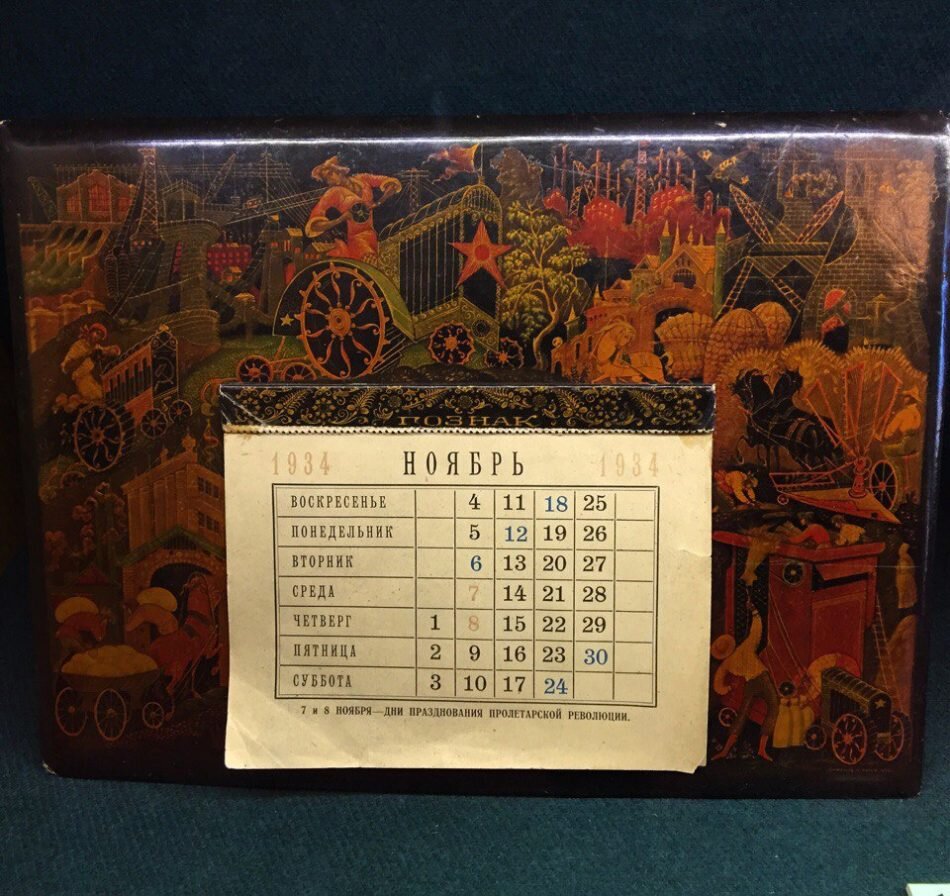 ГОЗНАК
1934 НОЯБРЬ 1934
ВОСКРЕСЕНЬЕ 4 11 18 25
ПОНЕДЕЛЬНИК 5 12 19 26
ВТОРНИК 6 13 20 27
СРЕДА 7 14 21 28
ЧЕТВЕРГ 1 8 15 22 29
ПЯТНИЦА 2 9 16 23 30
СУББОТА 3 10 17 24
7 и 8 НОЯБРЯ—ДНИ ПРАЗДНОВАНИЯ ПРОЛЕТАРСКОЙ РЕВОЛЮЦИИ.